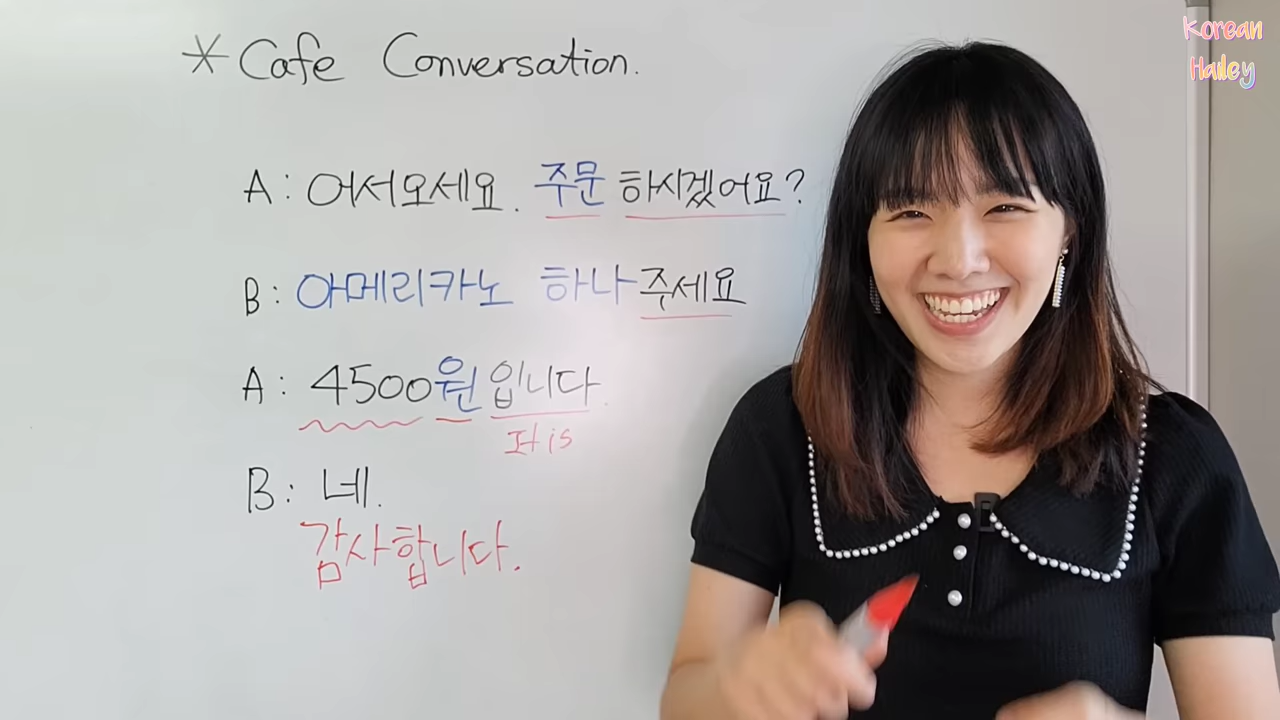 * Cafe Conversation.
A : 어서오세요. 주문 하시겠어요?
B : 아메리카노 하나 주세요
A : 4500원 입니다.
It is
B : 네.
감사합니다.
Korean
Hailey